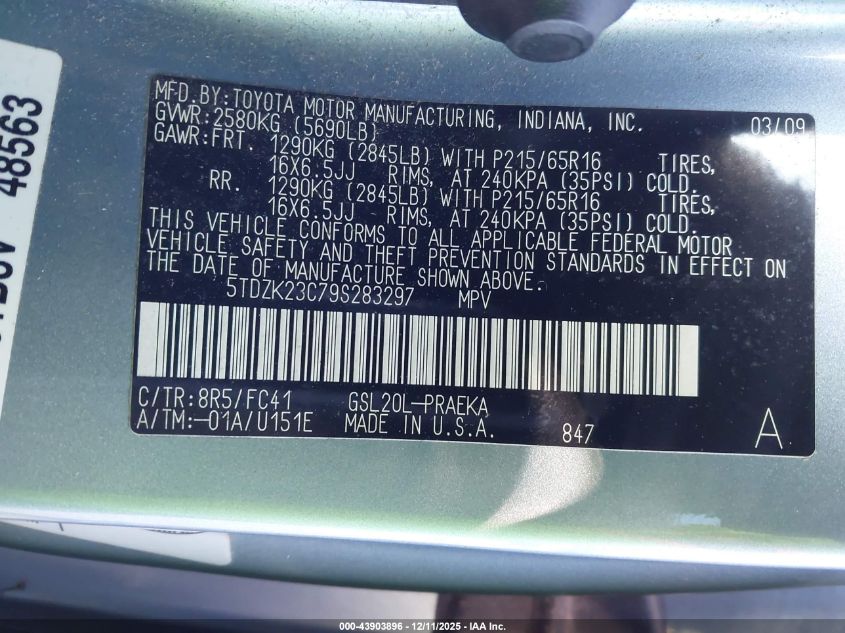 MFD.BY:TOYOTA MOTOR MANUFACTURING, INDIANA, INC. 03/09
GVWR:2580KG (5690LB)
GAWR:FRT. 1290KG (2845LB) WITH P215/65R16 TIRES,
16X6.5JJ RIMS, AT 240KPA (35PSI) COLD.
RR. 1290KG (2845LB) WITH P215/65R16 TIRES,
16X6.5JJ RIMS, AT 240KPA (35PSI) COLD.
THIS VEHICLE CONFORMS TO ALL APPLICABLE FEDERAL MOTOR
VEHICLE SAFETY AND THEFT PREVENTION STANDARDS IN EFFECT ON
THE DATE OF MANUFACTURE SHOWN ABOVE.
5TDZK23C79S283297 MPV
C/TR:8R5/FC41 GSL20L-PRAEKA
A/TM:-01A/U151E MADE IN U.S.A. 847 A
48563
000-43903896 - 12/11/2025 - IAA Inc.